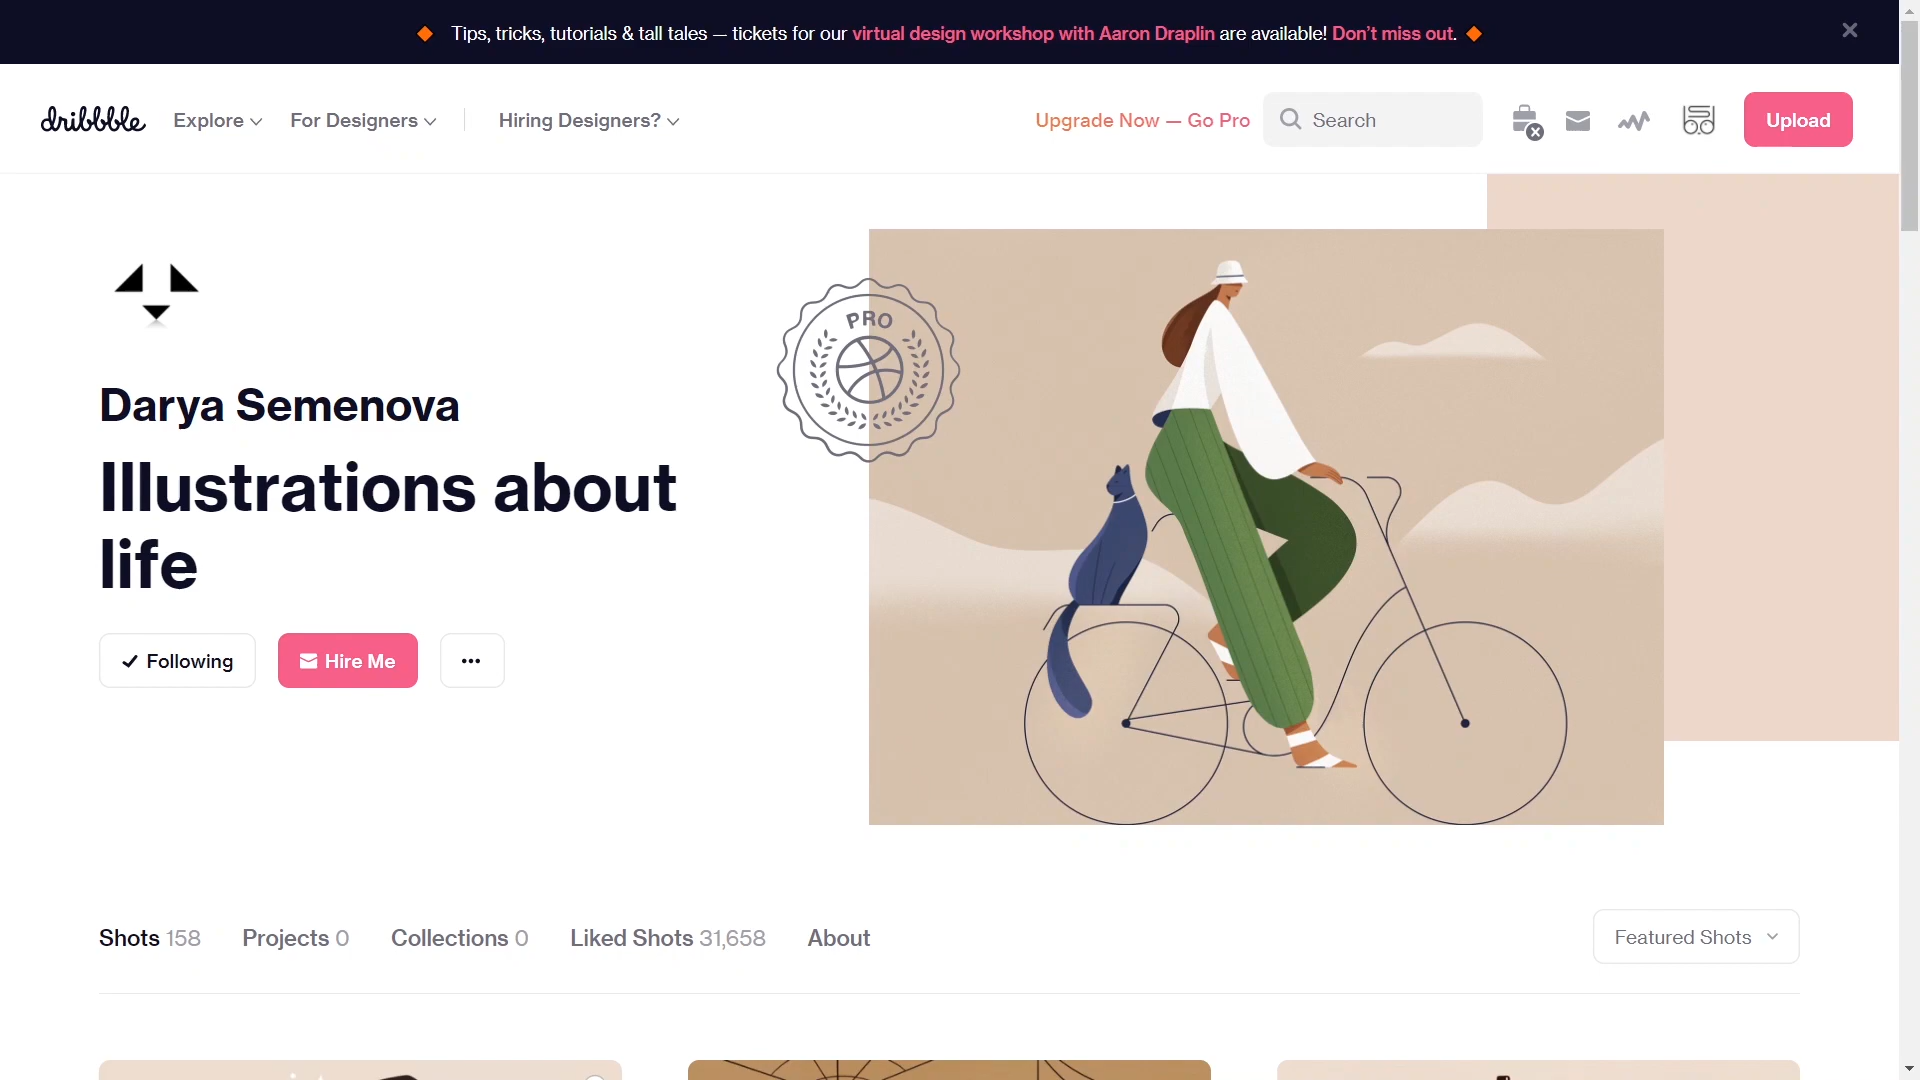 Tips, tricks, tutorials & tall tales — tickets for our virtual design workshop with Aaron Draplin are available! Don’t miss out.
dribbble Explore For Designers Hiring Designers? Upgrade Now — Go Pro Search Upload
PRO
Darya Semenova
Illustrations about
life
Following Hire Me
Shots 158 Projects 0 Collections 0 Liked Shots 31,658 About Featured Shots